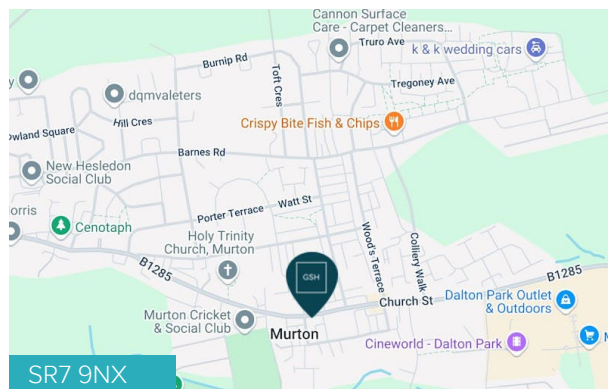 Cannon Surface
Care - Carpet Cleaners...
Truro Ave
k & k wedding cars
Burnip Rd
Toft Cres
Tregoney Ave
dqmvaleters
Hill Cres
Crispy Bite Fish & Chips
owland Square
Barnes Rd
New Hesledon
Social Club
Watt St
Porter Terrace
orris
Cenotaph
Holy Trinity
Church, Murton
Wood's Terrace
Colliery Walk
B1285
GSH
B1285
Church St
Dalton Park Outlet
& Outdoors
Murton Cricket
& Social Club
Murton
Cineworld - Dalton Park
M
SR7 9NX